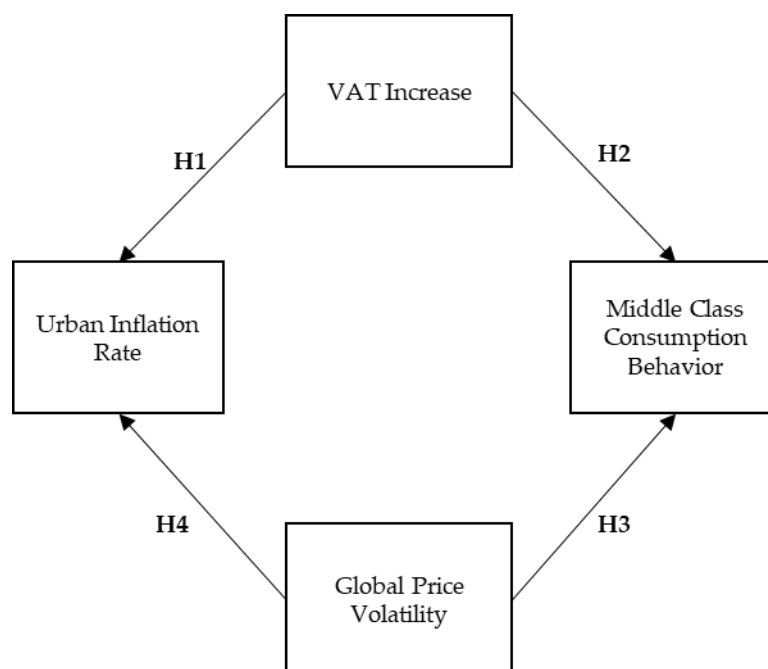 VAT Increase
H1
H2
Urban Inflation
Rate
Middle Class
Consumption
Behavior
H4
H3
Global Price
Volatility